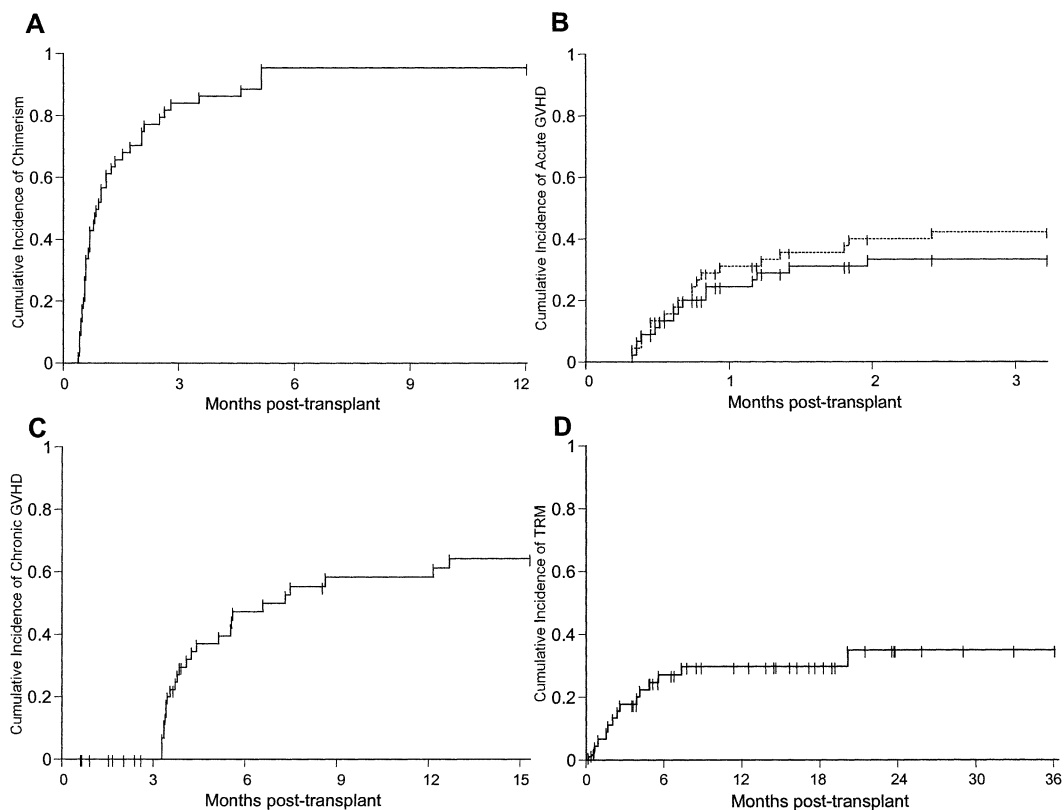 A
Cumulative Incidence of Chimerism
1
0.8
0.6
0.4
0.2
0
0 3 6 9 12
Months post-transplant
B
Cumulative Incidence of Acute GVHD
1
0.8
0.6
0.4
0.2
0
0 1 2 3
Months post-transplant
C
Cumulative Incidence of Chronic GVHD
1
0.8
0.6
0.4
0.2
0
0 3 6 9 12 15
Months post-transplant
D
Cumulative Incidence of TRM
1
0.8
0.6
0.4
0.2
0
0 6 12 18 24 30 36
Months post-transplant